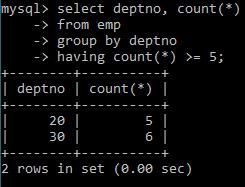 mysql> select deptno, count(*)
    -> from emp
    -> group by deptno
    -> having count(*) >= 5;
+--------+----------+
| deptno | count(*) |
+--------+----------+
|     20 |        5 |
|     30 |        6 |
+--------+----------+
2 rows in set (0.00 sec)